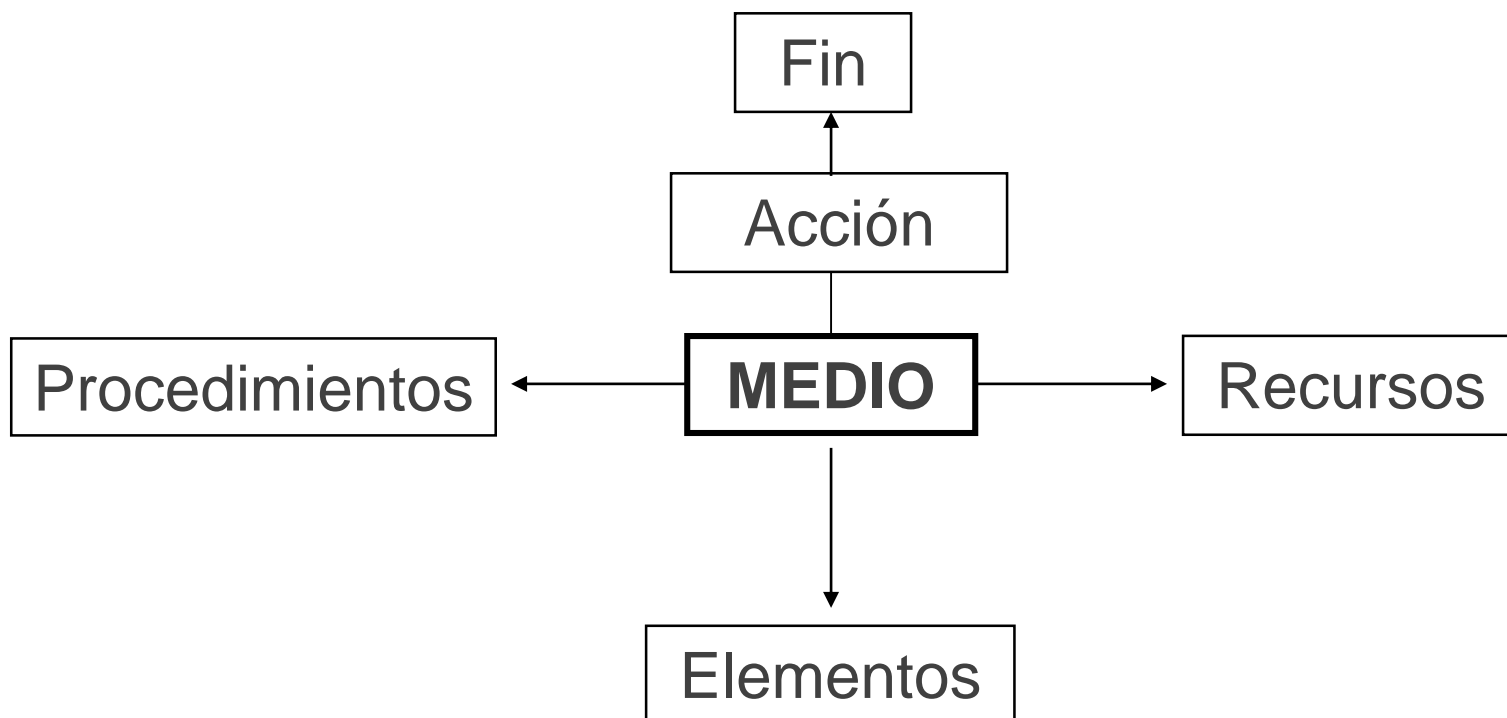 Fin
Acción
Procedimientos
MEDIO
Recursos
Elementos